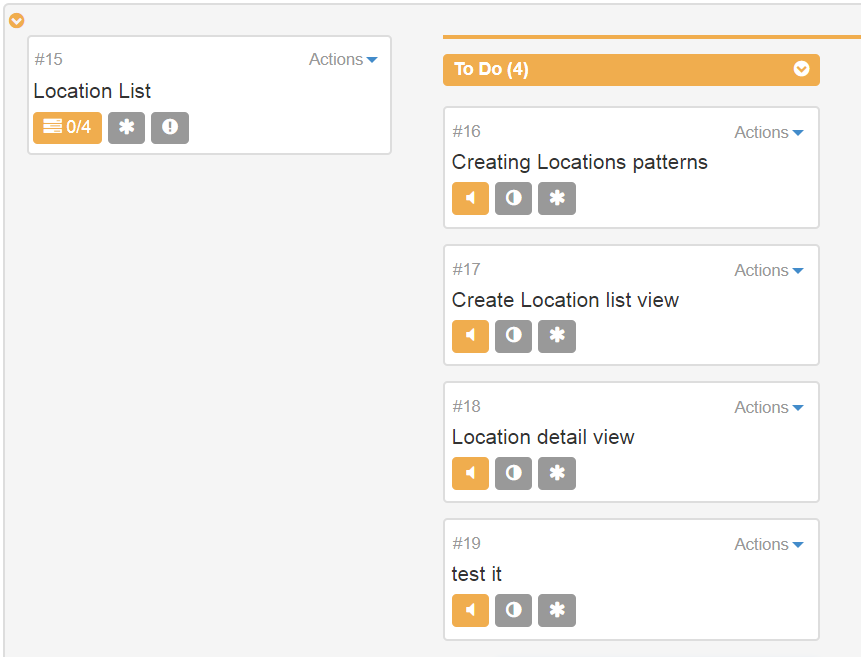 #15 Actions
Location List
0/4
To Do (4)
#16 Actions
Creating Locations patterns
#17 Actions
Create Location list view
#18 Actions
Location detail view
#19 Actions
test it